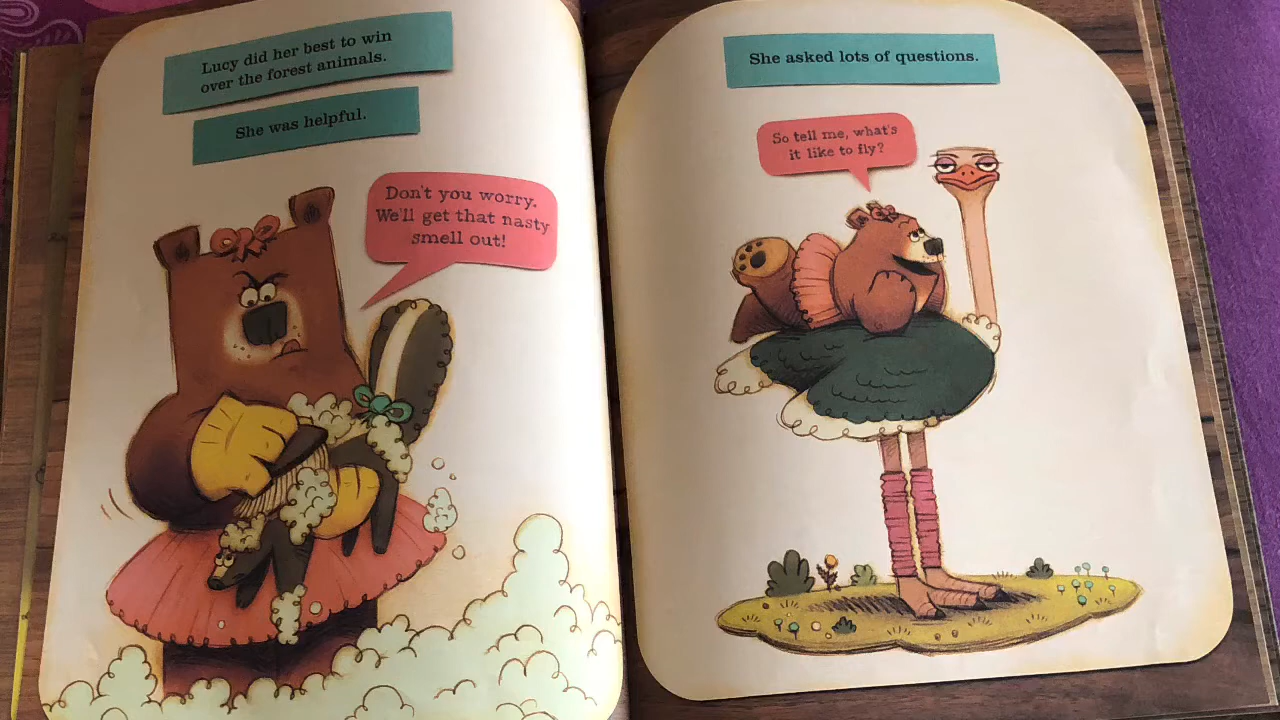 Lucy did her best to win
over the forest animals.
She was helpful.
Don't you worry.
We'll get that nasty
smell out!
She asked lots of questions.
So tell me, what's
it like to fly?